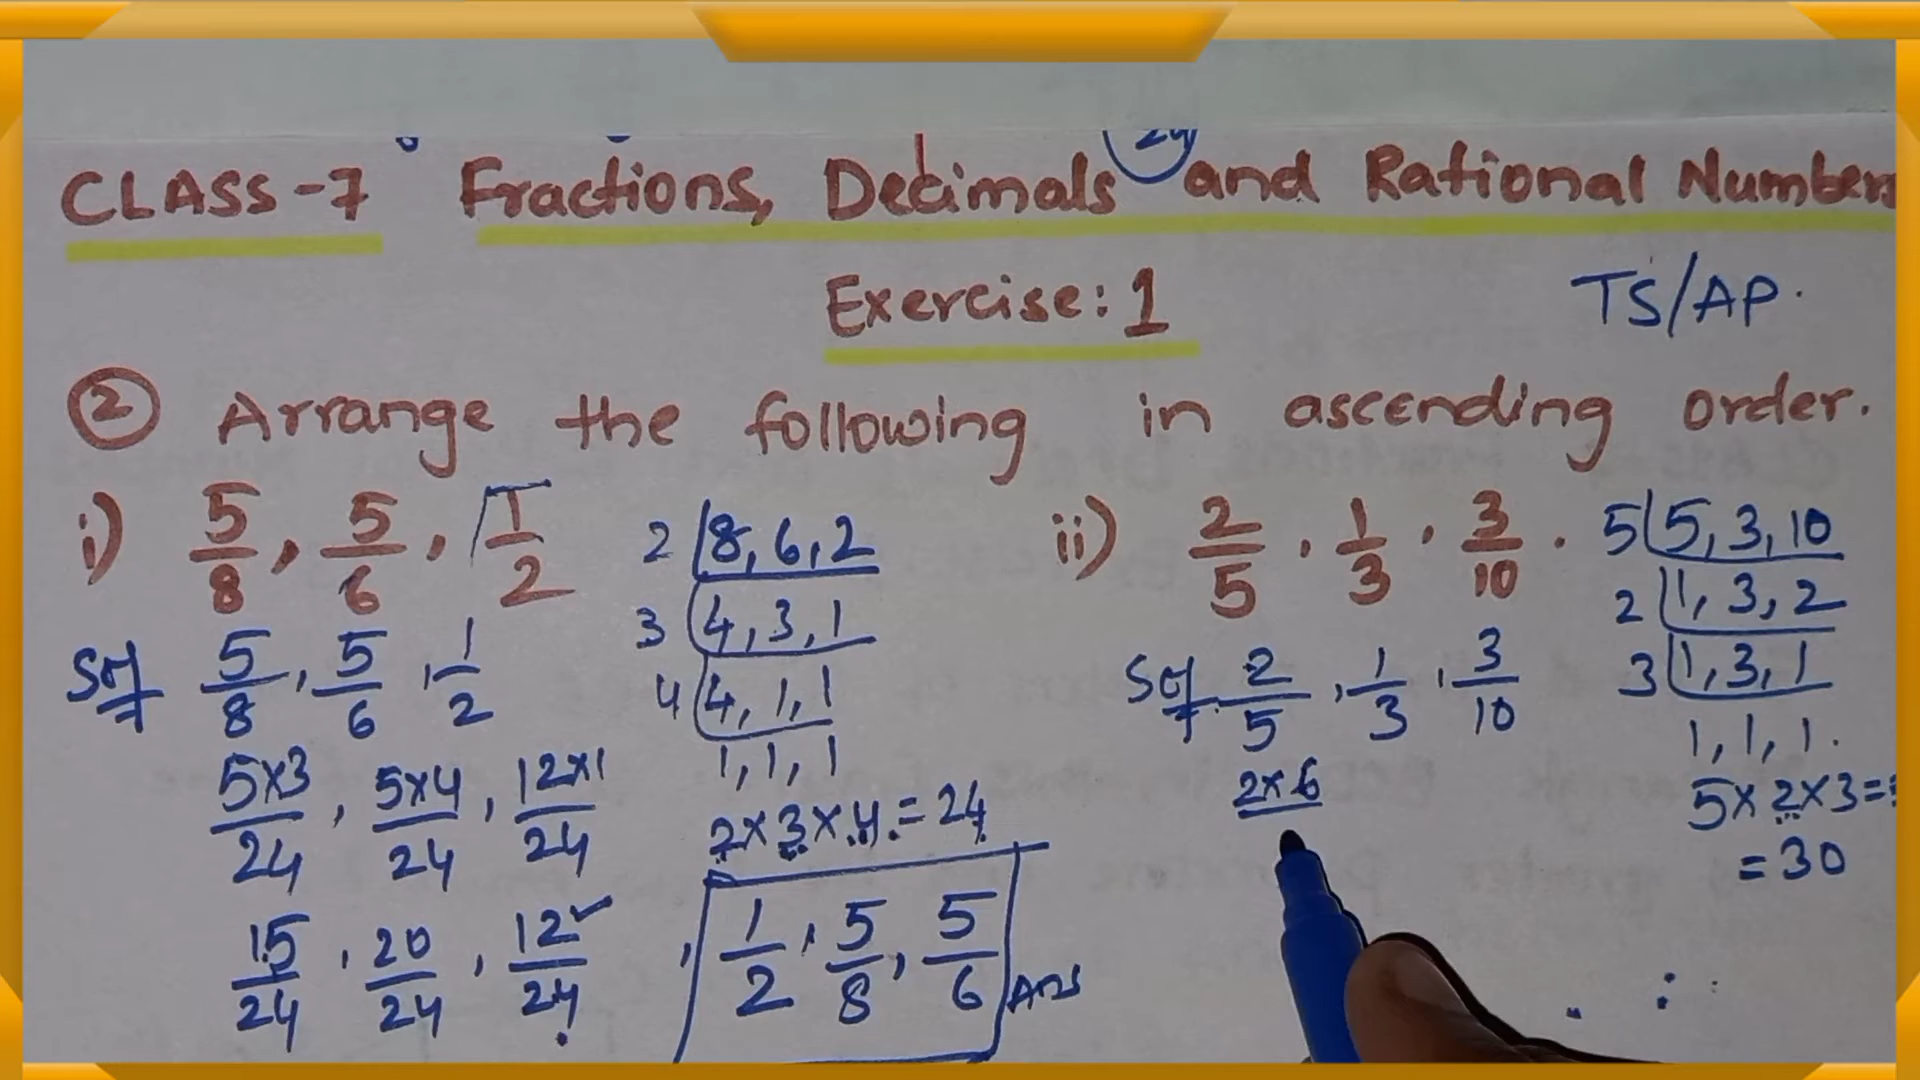 24
CLASS-7 Fractions, Decimals and Rational Numbers
Exercise: 1
TS/AP.
② Arrange the following in ascending order.
i) 5/8, 5/6, 1/2
Sol 5/8, 5/6, 1/2
5×3/24, 5×4/24, 12×1/24
15/24, 20/24, 12/24
2 | 8, 6, 2
3 | 4, 3, 1
4 | 4, 1, 1
1, 1, 1
2×3×4 = 24
1/2, 5/8, 5/6 Ans
ii) 2/5, 1/3, 3/10.
Sol 2/5, 1/3, 3/10
2×6
5 | 5, 3, 10
2 | 1, 3, 2
3 | 1, 3, 1
1, 1, 1.
5×2×3=
= 30